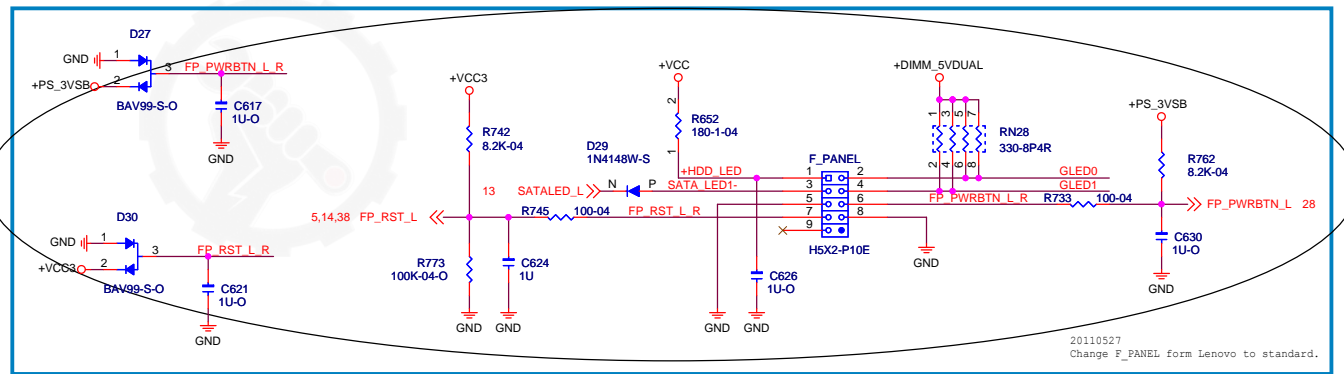 D27
GND
1
2
3
+PS_3VSB
FP_PWRBTN_L_R
BAV99-S-O
C617
1U-O
GND
D30
GND
1
2
3
+VCC3
FP_RST_L_R
BAV99-S-O
C621
1U-O
GND
+VCC3
R742
8.2K-04
5,14,38 FP_RST_L
R745
100-04
FP_RST_L_R
R773
100K-04-O
GND
C624
1U
GND
13 SATALED_L
D29
1N4148W-S
N
P
SATA_LED1-
+VCC
2
R652
180-1-04
1
+HDD_LED
F_PANEL
1
2
3
4
5
6
7
8
9
H5X2-P10E
GND
C626
1U-O
GND
GND
+DIMM_5VDUAL
1
3
5
7
RN28
330-8P4R
2
4
6
8
GLED0
GLED1
FP_PWRBTN_L_R
R733
100-04
+PS_3VSB
R762
8.2K-04
FP_PWRBTN_L 28
C630
1U-O
GND
20110527
Change F_PANEL form Lenovo to standard.